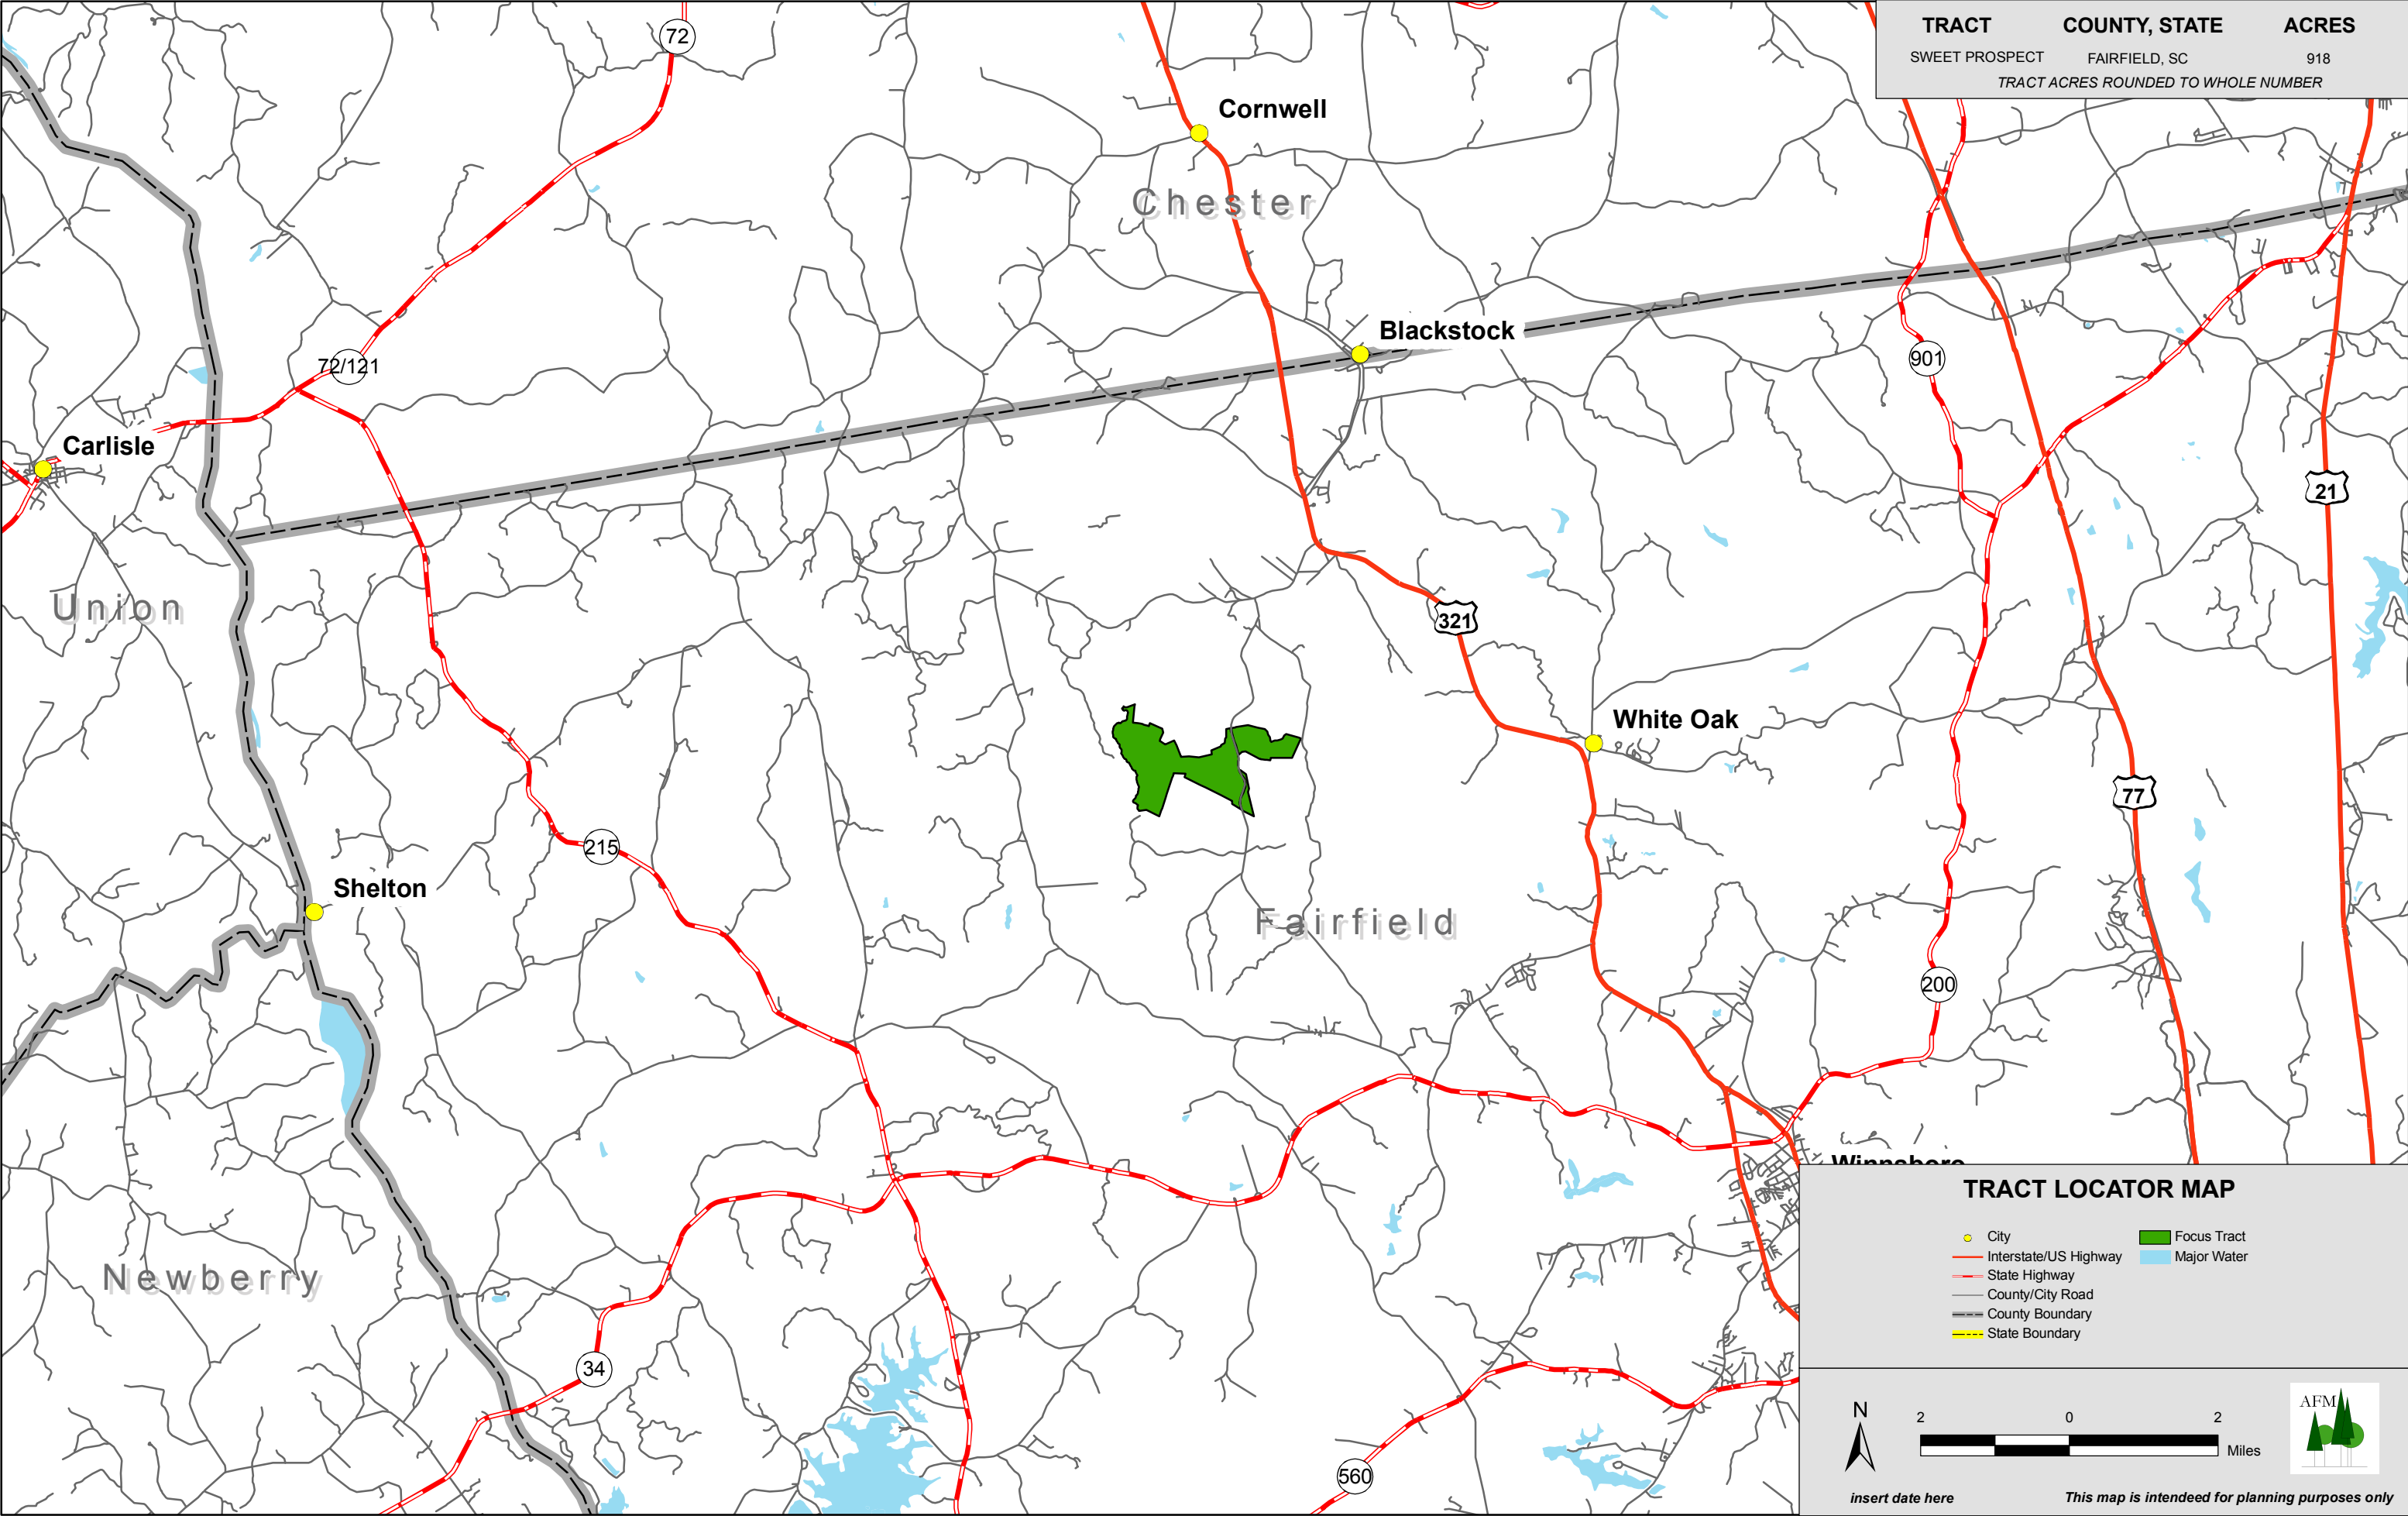 TRACT COUNTY, STATE ACRES
SWEET PROSPECT FAIRFIELD, SC 918
TRACT ACRES ROUNDED TO WHOLE NUMBER
72
Cornwell
Chester
Blackstock
72/121
901
Carlisle
21
Union
321
White Oak
77
215
Shelton
Fairfield
200
Winnsboro
Newberry
34
560
TRACT LOCATOR MAP
City
Interstate/US Highway
State Highway
County/City Road
County Boundary
State Boundary
Focus Tract
Major Water
N
2 0 2
Miles
AFM
insert date here
This map is intendeed for planning purposes only